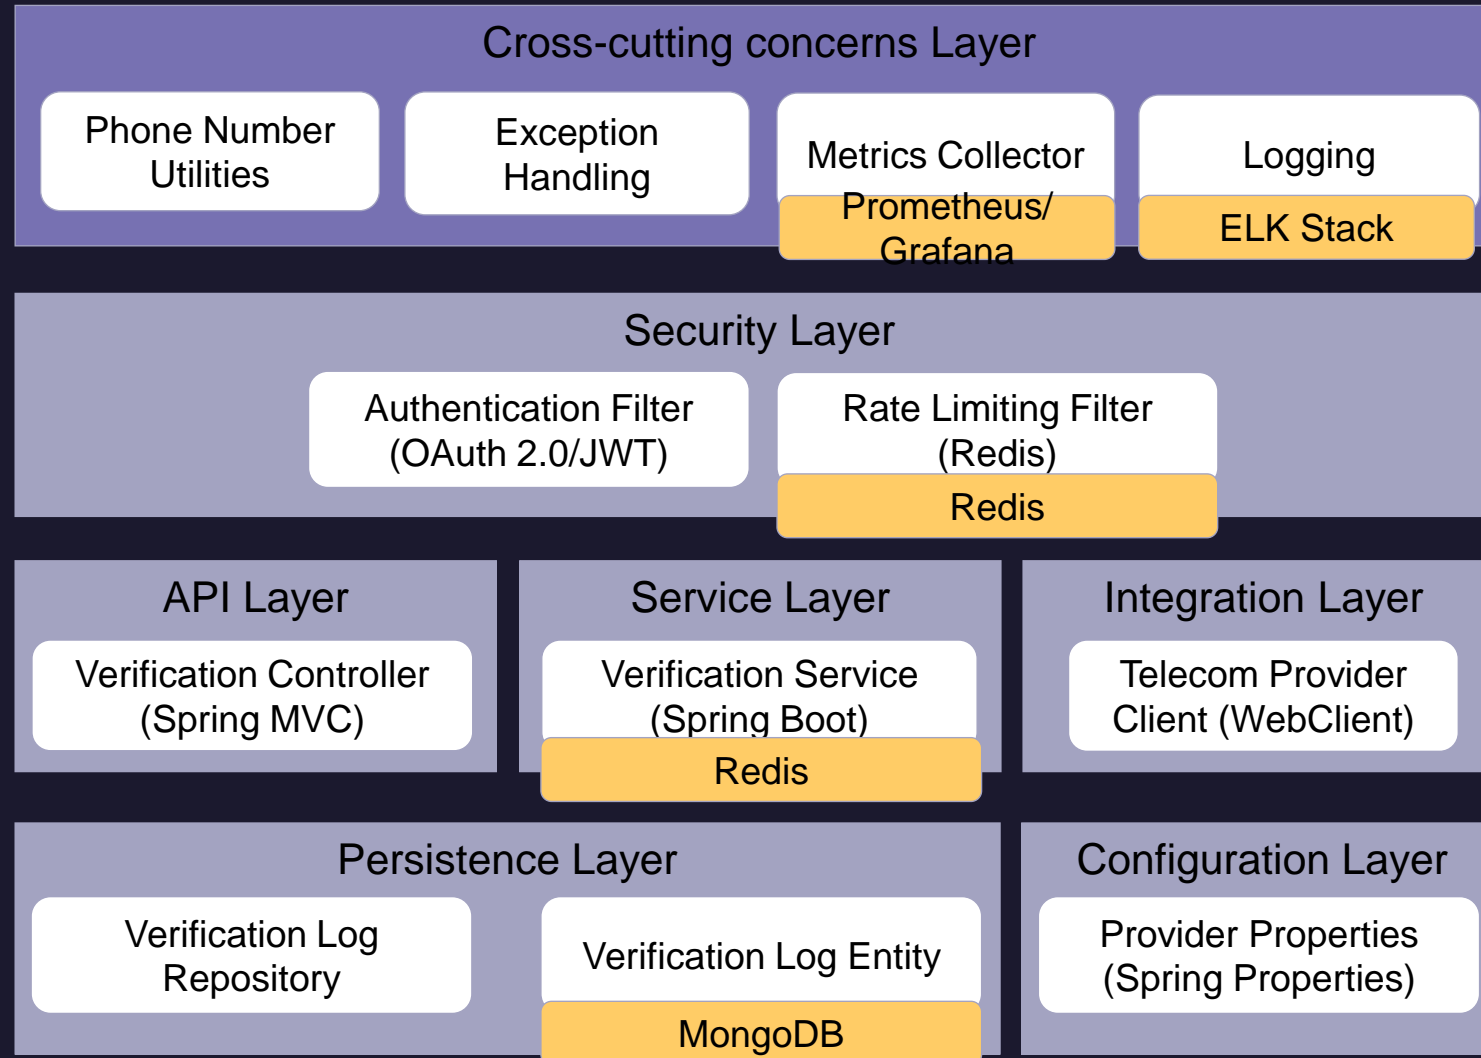 Cross-cutting concerns Layer
Phone Number
Utilities
Exception
Handling
Metrics Collector
Prometheus/
Grafana
Logging
ELK Stack
Security Layer
Authentication Filter
(OAuth 2.0/JWT)
Rate Limiting Filter
(Redis)
Redis
API Layer
Verification Controller
(Spring MVC)
Service Layer
Verification Service
(Spring Boot)
Redis
Integration Layer
Telecom Provider
Client (WebClient)
Persistence Layer
Verification Log
Repository
Verification Log Entity
MongoDB
Configuration Layer
Provider Properties
(Spring Properties)